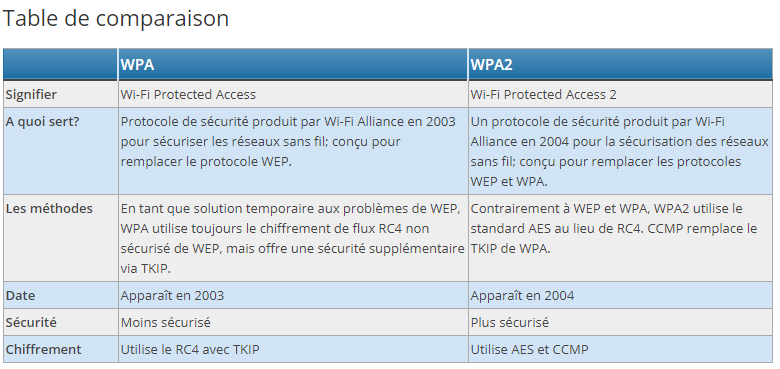 Table de comparaison
WPA WPA2
Signifier Wi-Fi Protected Access Wi-Fi Protected Access 2
A quoi sert? Protocole de sécurité produit par Wi-Fi Alliance en 2003
pour sécuriser les réseaux sans fil; conçu pour
remplacer le protocole WEP.
Un protocole de sécurité produit par Wi-Fi
Alliance en 2004 pour la sécurisation des réseaux
sans fil; conçu pour remplacer les protocoles
WEP et WPA.
Les méthodes En tant que solution temporaire aux problèmes de WEP,
WPA utilise toujours le chiffrement de flux RC4 non
sécurisé de WEP, mais offre une sécurité supplémentaire
via TKIP.
Contrairement à WEP et WPA, WPA2 utilise le
standard AES au lieu de RC4. CCMP remplace le
TKIP de WPA.
Date Apparaît en 2003 Apparaît en 2004
Sécurité Moins sécurisé Plus sécurisé
Chiffrement Utilise le RC4 avec TKIP Utilise AES et CCMP